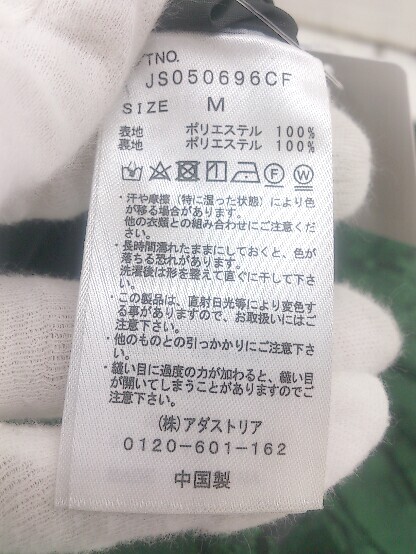 TNO.
JS050696CF
SIZE M
表地 ポリエステル 100%
裏地 ポリエステル 100%
・汗や摩擦（特に湿った状態）により色
が移る場合があります。
他の衣類との組み合わせにご注意くだ
さい。
・長時間濡れたままにしておくと、色が
落ちる恐れがあります。
洗濯後は形を整えて直ぐに干して下さ
い。
・この製品は、直射日光等により変色す
る事がありますので、お取扱いにはご
注意下さい。
・他のものとの引っかかりにご注意下さ
い。
・縫い目に過度の力が加わると、縫い目
が開いてしまうことがありますのでご
注意下さい。
(株)アダストリア
0120-601-162
中国製